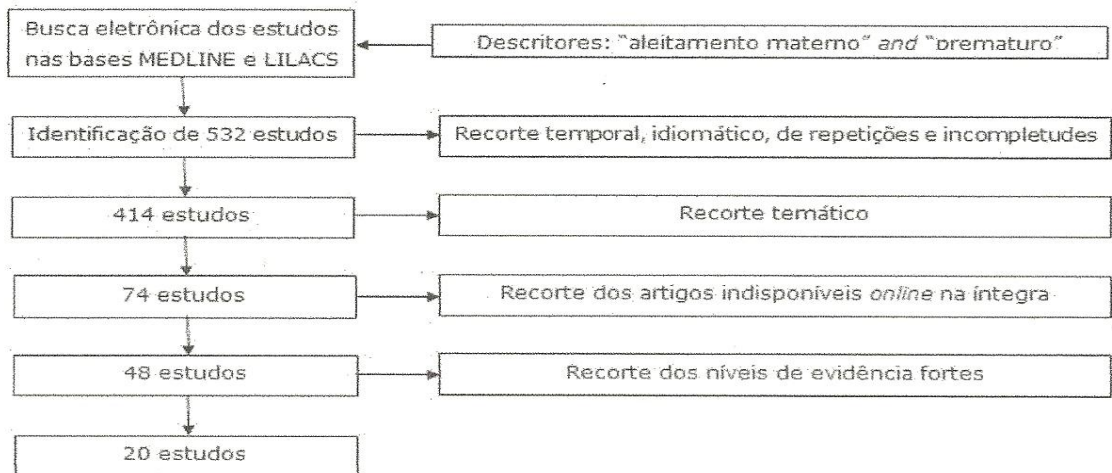 Busca eletrônica dos estudos
nas bases MEDLINE e LILACS
Descritores: “aleitamento materno” and “prematuro”
Identificação de 532 estudos
Recorte temporal, idiomático, de repetições e incompletudes
414 estudos
Recorte temático
74 estudos
Recorte dos artigos indisponíveis online na íntegra
48 estudos
Recorte dos níveis de evidência fortes
20 estudos